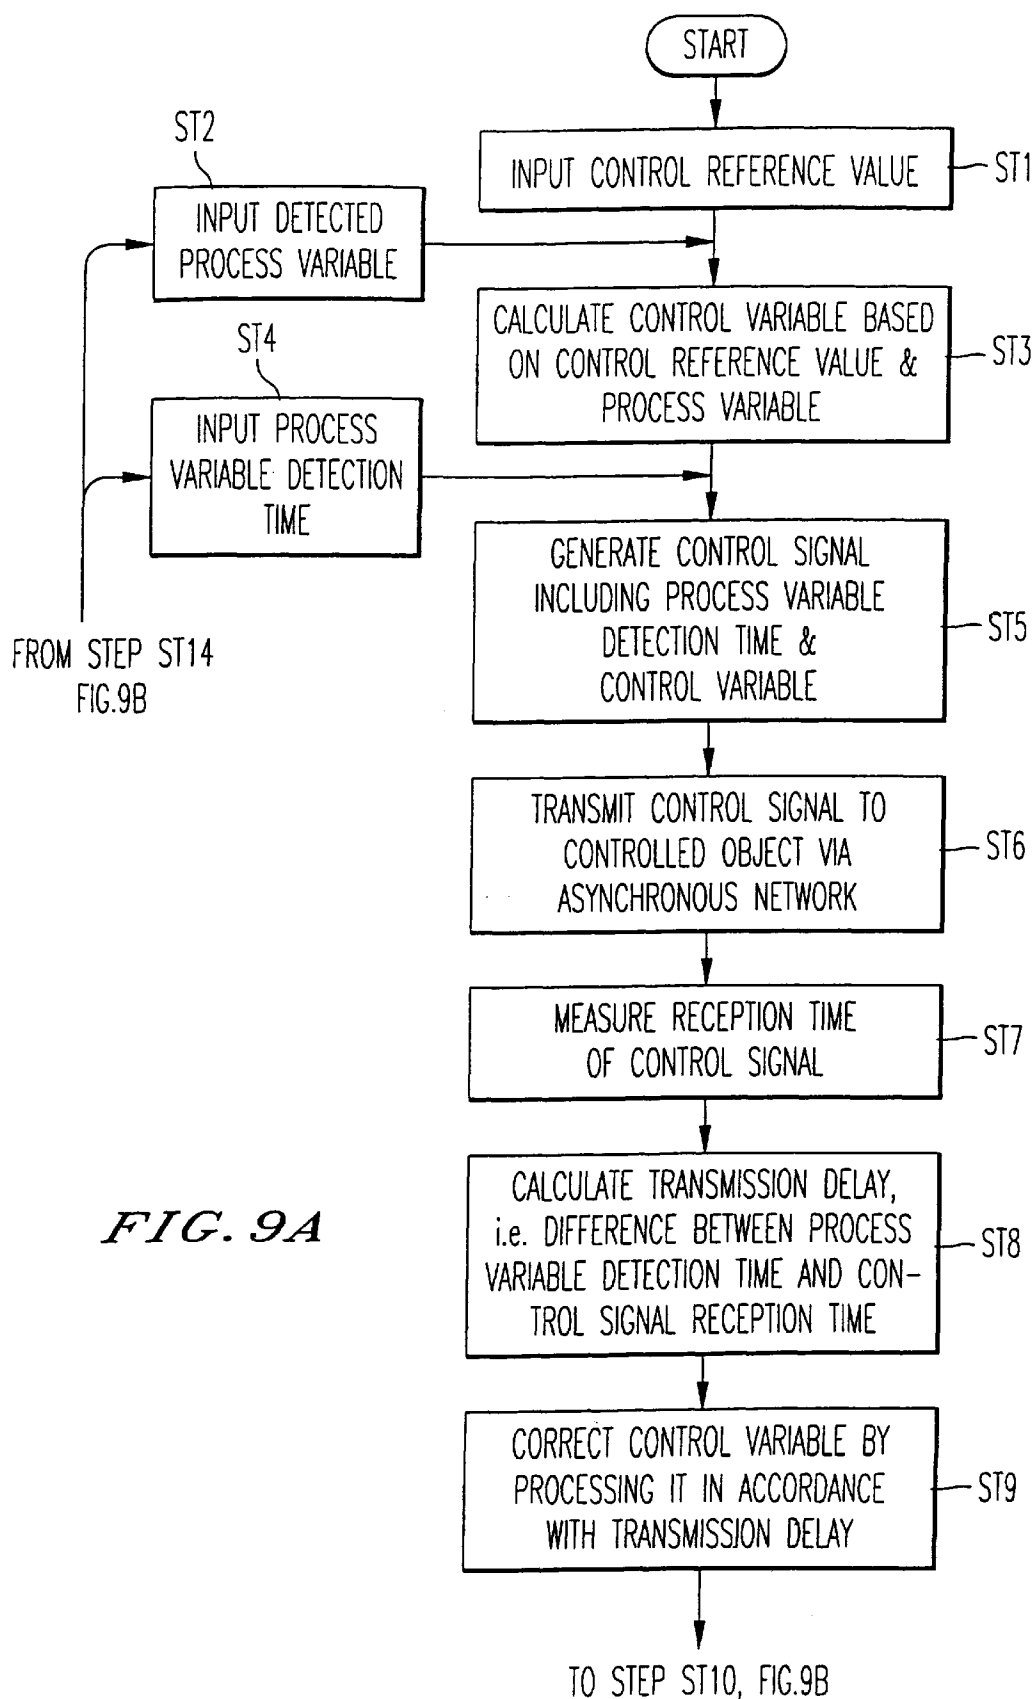 START
INPUT CONTROL REFERENCE VALUE
ST1
ST2
INPUT DETECTED
PROCESS VARIABLE
CALCULATE CONTROL VARIABLE BASED
ON CONTROL REFERENCE VALUE &
PROCESS VARIABLE
ST3
ST4
INPUT PROCESS
VARIABLE DETECTION
TIME
GENERATE CONTROL SIGNAL
INCLUDING PROCESS VARIABLE
DETECTION TIME &
CONTROL VARIABLE
ST5
FROM STEP ST14
FIG.9B
TRANSMIT CONTROL SIGNAL TO
CONTROLLED OBJECT VIA
ASYNCHRONOUS NETWORK
ST6
MEASURE RECEPTION TIME
OF CONTROL SIGNAL
ST7
CALCULATE TRANSMISSION DELAY,
i.e. DIFFERENCE BETWEEN PROCESS
VARIABLE DETECTION TIME AND CON-
TROL SIGNAL RECEPTION TIME
ST8
FIG. 9A
CORRECT CONTROL VARIABLE BY
PROCESSING IT IN ACCORDANCE
WITH TRANSMISSION DELAY
ST9
TO STEP ST10, FIG.9B